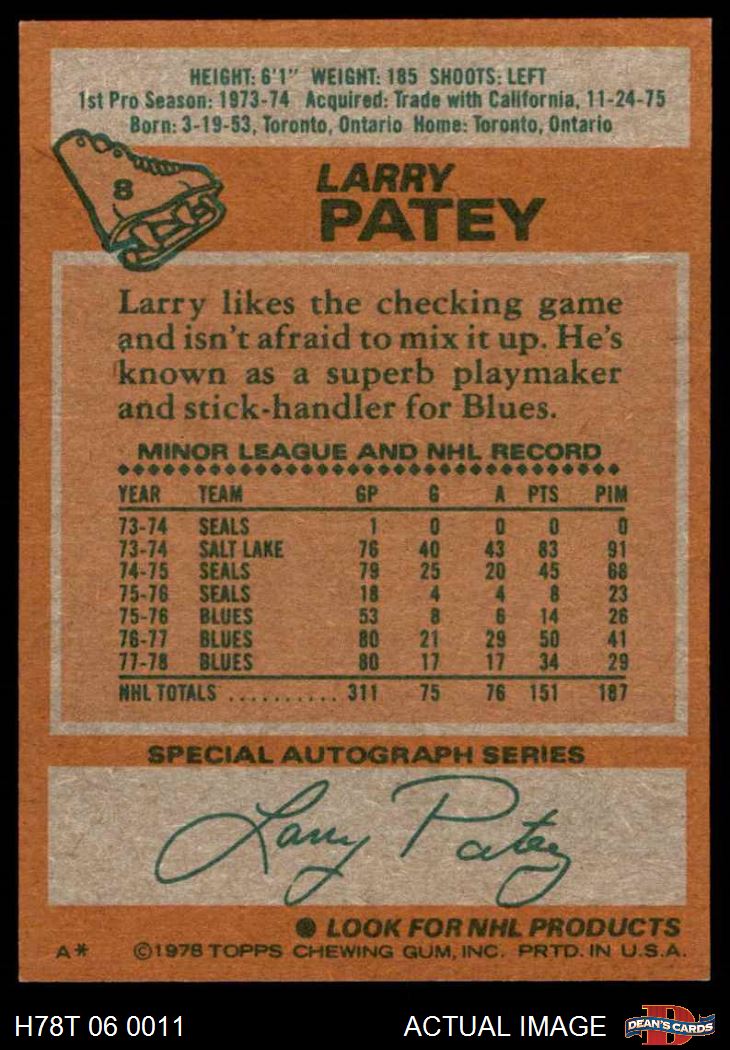 HEIGHT: 6'1" WEIGHT: 185 SHOOTS: LEFT
1st Pro Season: 1973-74 Acquired: Trade with California, 11-24-75
Born: 3-19-53, Toronto, Ontario Home: Toronto, Ontario
8
LARRY
PATEY
Larry likes the checking game
and isn't afraid to mix it up. He's
known as a superb playmaker
and stick-handler for Blues.
MINOR LEAGUE AND NHL RECORD
YEAR TEAM GP G A PTS PIM
73-74 SEALS 1 0 0 0 0
73-74 SALT LAKE 76 40 43 83 91
74-75 SEALS 79 25 20 45 68
75-76 SEALS 18 4 4 8 23
75-76 BLUES 53 8 6 14 26
76-77 BLUES 80 21 29 50 41
77-78 BLUES 80 17 17 34 29
NHL TOTALS .......... 311 75 76 151 187
SPECIAL AUTOGRAPH SERIES
Larry Patey
LOOK FOR NHL PRODUCTS
A* ©1978 TOPPS CHEWING GUM, INC. PRTD. IN U.S.A.
H78T 06 0011 ACTUAL IMAGE D DEAN'S CARDS